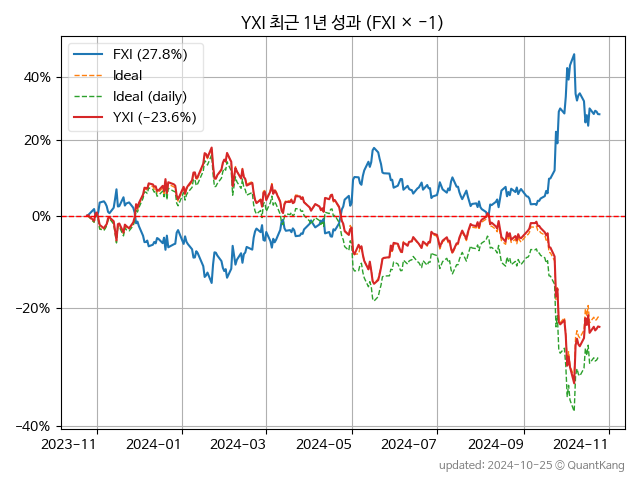 YXI 최근 1년 성과 (FXI × -1)
FXI (27.8%)
Ideal
Ideal (daily)
YXI (−23.6%)
40%
20%
0%
−20%
−40%
2023-11 2024-01 2024-03 2024-05 2024-07 2024-09 2024-11
updated: 2024-10-25 © QuantKang